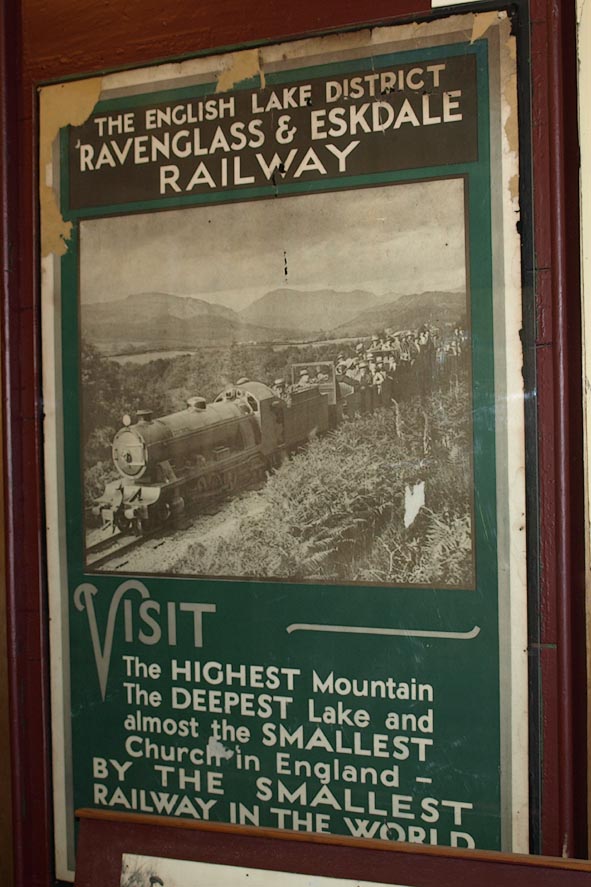 THE ENGLISH LAKE DISTRICT
RAVENGLASS & ESKDALE
RAILWAY
VISIT
The HIGHEST Mountain
The DEEPEST Lake and
almost the SMALLEST
Church in England –
BY THE SMALLEST
RAILWAY IN THE WORLD